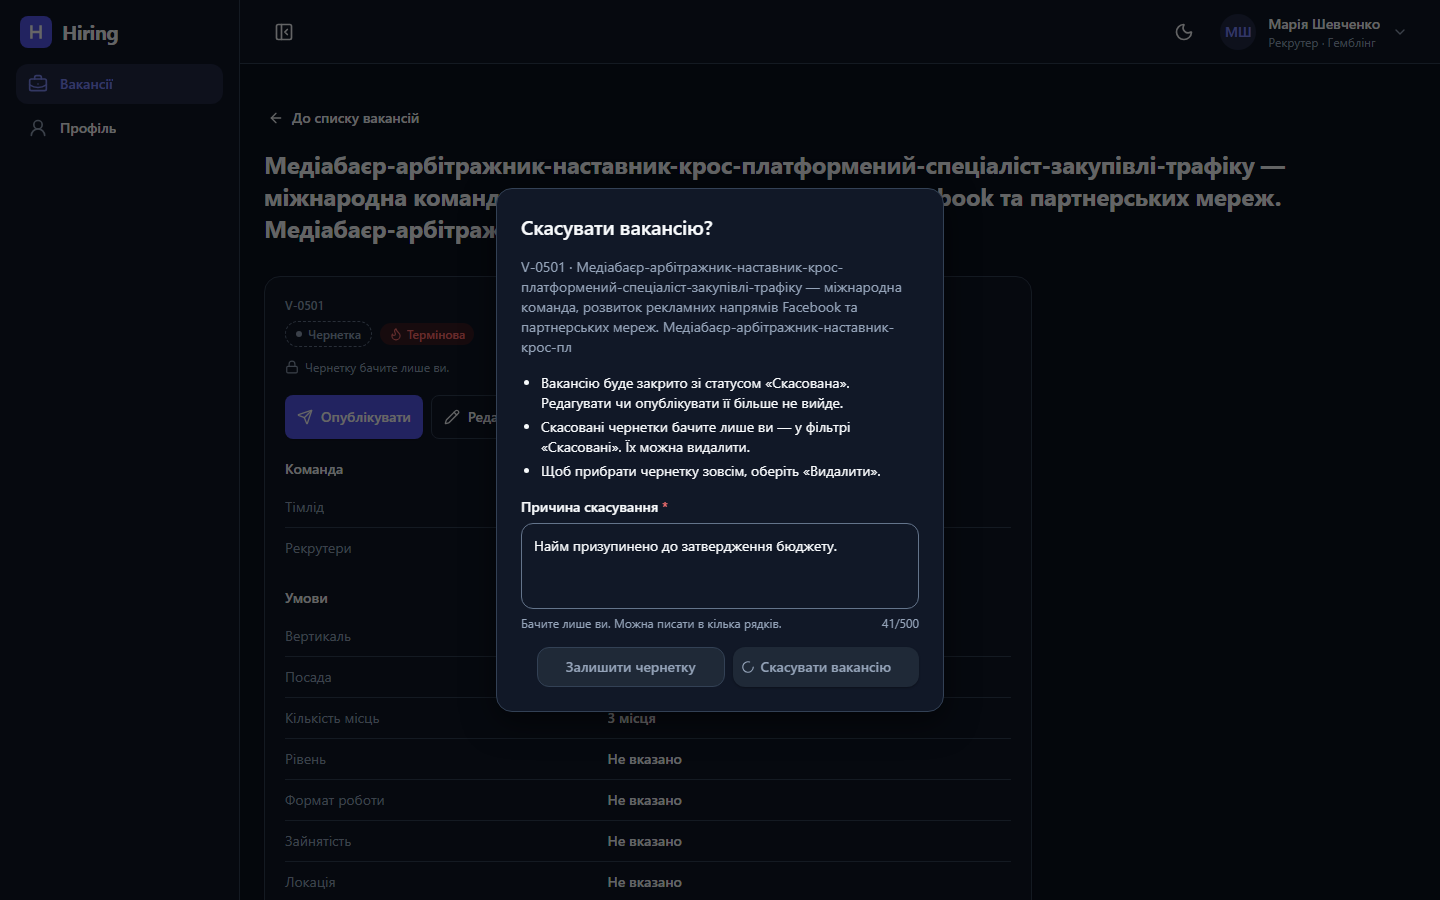 H Hiring
Вакансії
Профіль
МШ
Марія Шевченко
Рекрутер · Гемблінг
До списку вакансій
Медіабаєр-арбітражник-наставник-крос-платформений-спеціаліст-закупівлі-трафіку —
міжнародна команд
book та партнерських мереж.
Медіабаєр-арбітраж
V-0501
Чернетка
Термінова
Чернетку бачите лише ви.
Опублікувати
Реда
Команда
Тімлід
Рекрутери
Умови
Вертикаль
Посада
Кількість місць
3 місця
Рівень
Не вказано
Формат роботи
Не вказано
Зайнятість
Не вказано
Локація
Не вказано
Скасувати вакансію?
V-0501 · Медіабаєр-арбітражник-наставник-крос-
платформений-спеціаліст-закупівлі-трафіку — міжнародна
команда, розвиток рекламних напрямів Facebook та
партнерських мереж. Медіабаєр-арбітражник-наставник-
крос-пл
• Вакансію буде закрито зі статусом «Скасована».
Редагувати чи опублікувати її більше не вийде.
• Скасовані чернетки бачите лише ви — у фільтрі
«Скасовані». Їх можна видалити.
• Щоб прибрати чернетку зовсім, оберіть «Видалити».
Причина скасування *
Найм призупинено до затвердження бюджету.
Бачите лише ви. Можна писати в кілька рядків.
41/500
Залишити чернетку
Скасувати вакансію